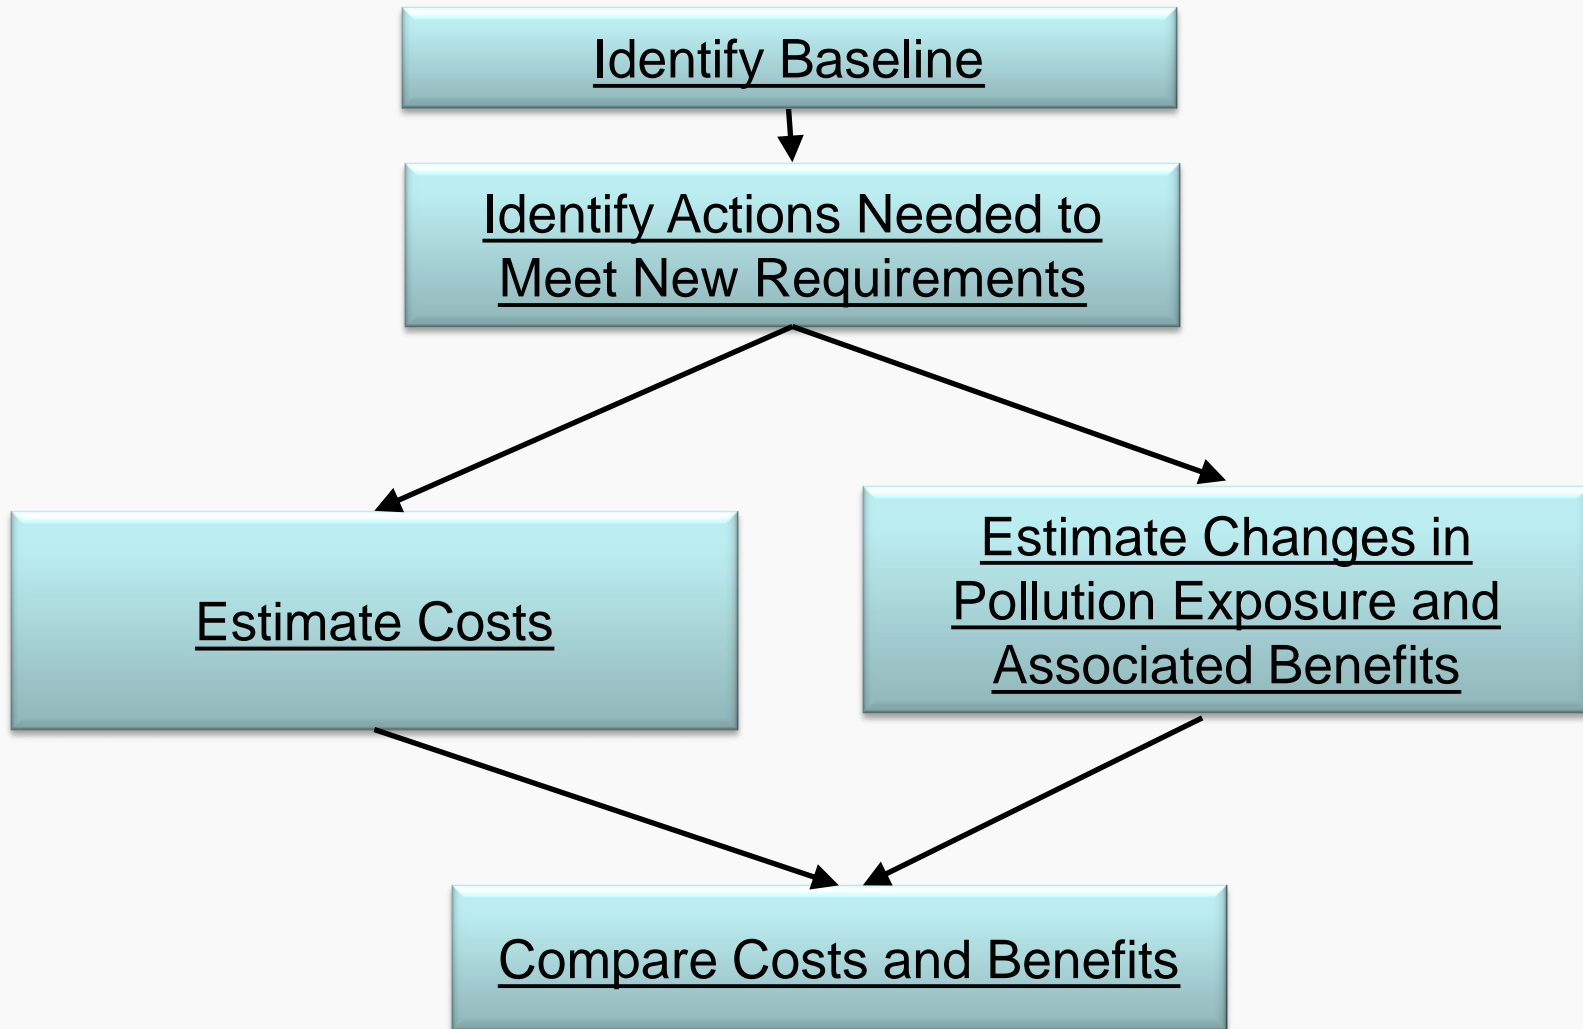 Identify Baseline
Identify Actions Needed to
Meet New Requirements
Estimate Costs
Estimate Changes in
Pollution Exposure and
Associated Benefits
Compare Costs and Benefits